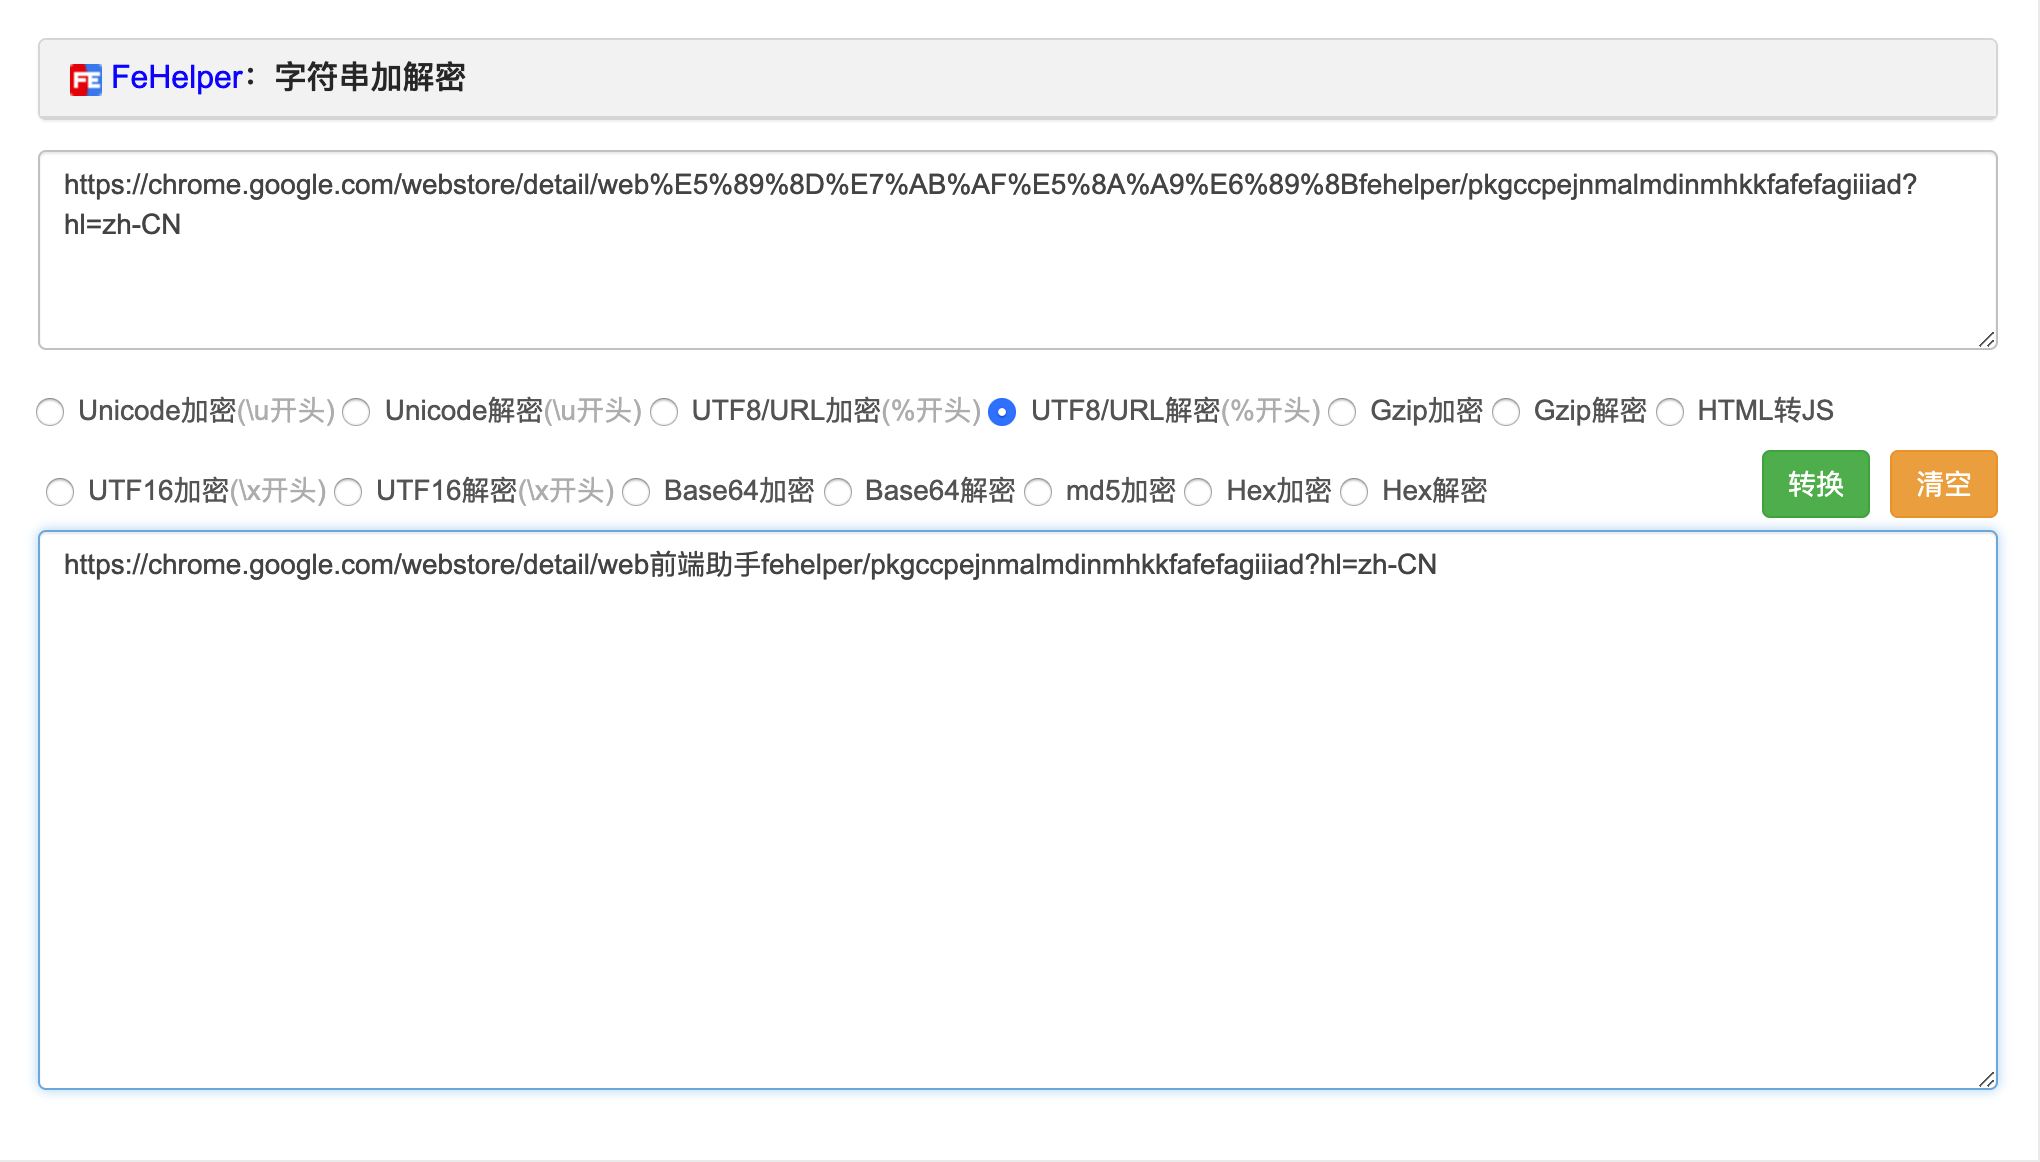 FE FeHelper：字符串加解密
https://chrome.google.com/webstore/detail/web%E5%89%8D%E7%AB%AF%E5%8A%A9%E6%89%8Bfehelper/pkgccpejnmalmdinmhkkfafefagiiiad?
hl=zh-CN
Unicode加密(\u开头) Unicode解密(\u开头) UTF8/URL加密(%开头) UTF8/URL解密(%开头) Gzip加密 Gzip解密 HTML转JS
UTF16加密(\x开头) UTF16解密(\x开头) Base64加密 Base64解密 md5加密 Hex加密 Hex解密 转换 清空
https://chrome.google.com/webstore/detail/web前端助手fehelper/pkgccpejnmalmdinmhkkfafefagiiiad?hl=zh-CN